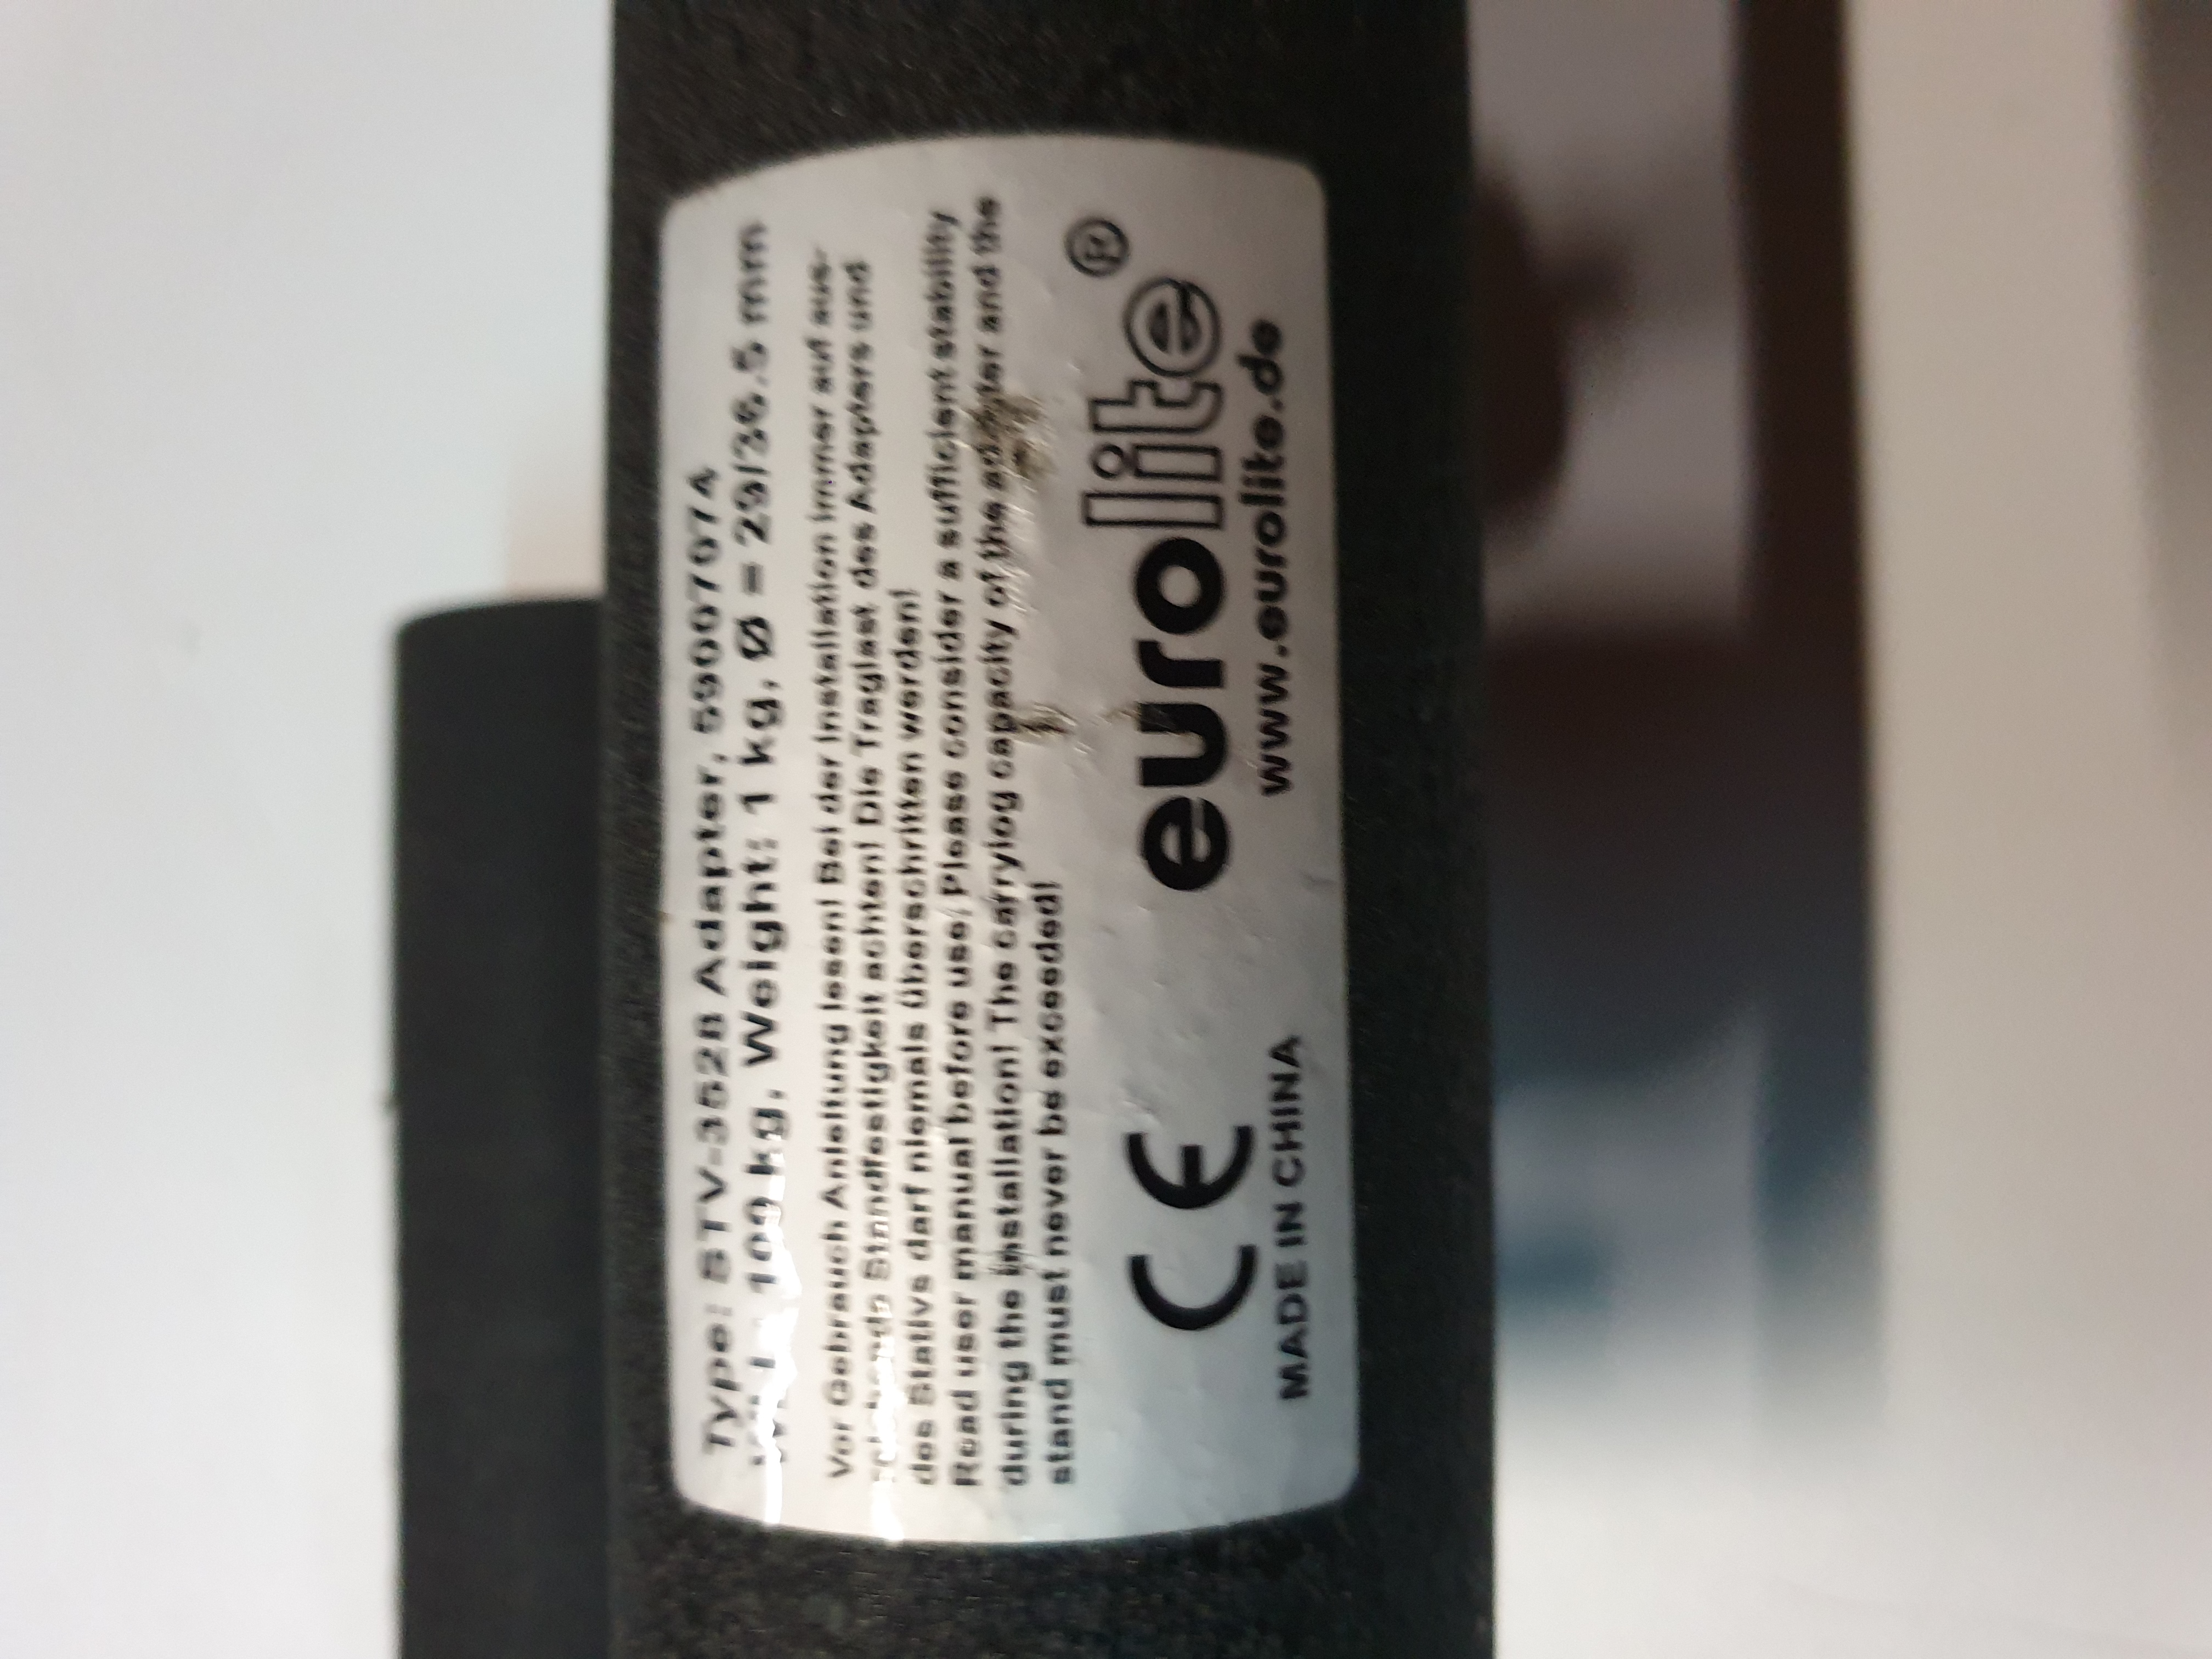 Type: STV-352B Adapter, 5900707A
WLL: 100 kg, Weight: 1 kg, Ø = 29/36.5 mm
Vor Gebrauch Anleitung lesen! Bei der Installation immer auf aus-
reichende Standfestigkeit achten! Die Traglast des Adapters und
des Stativs darf niemals überschritten werden!
Read user manual before use! Please consider a sufficient stability
during the installation! The carrying capacity of the adapter and the
stand must never be exceeded!
CE eurolite®
MADE IN CHINA www.eurolite.de